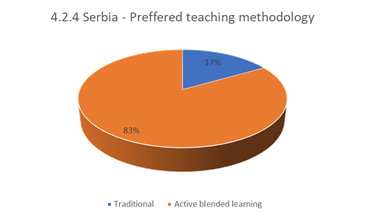 4.2.4 Serbia - Preffered teaching methodology
17%
83%
Traditional
Active blended learning